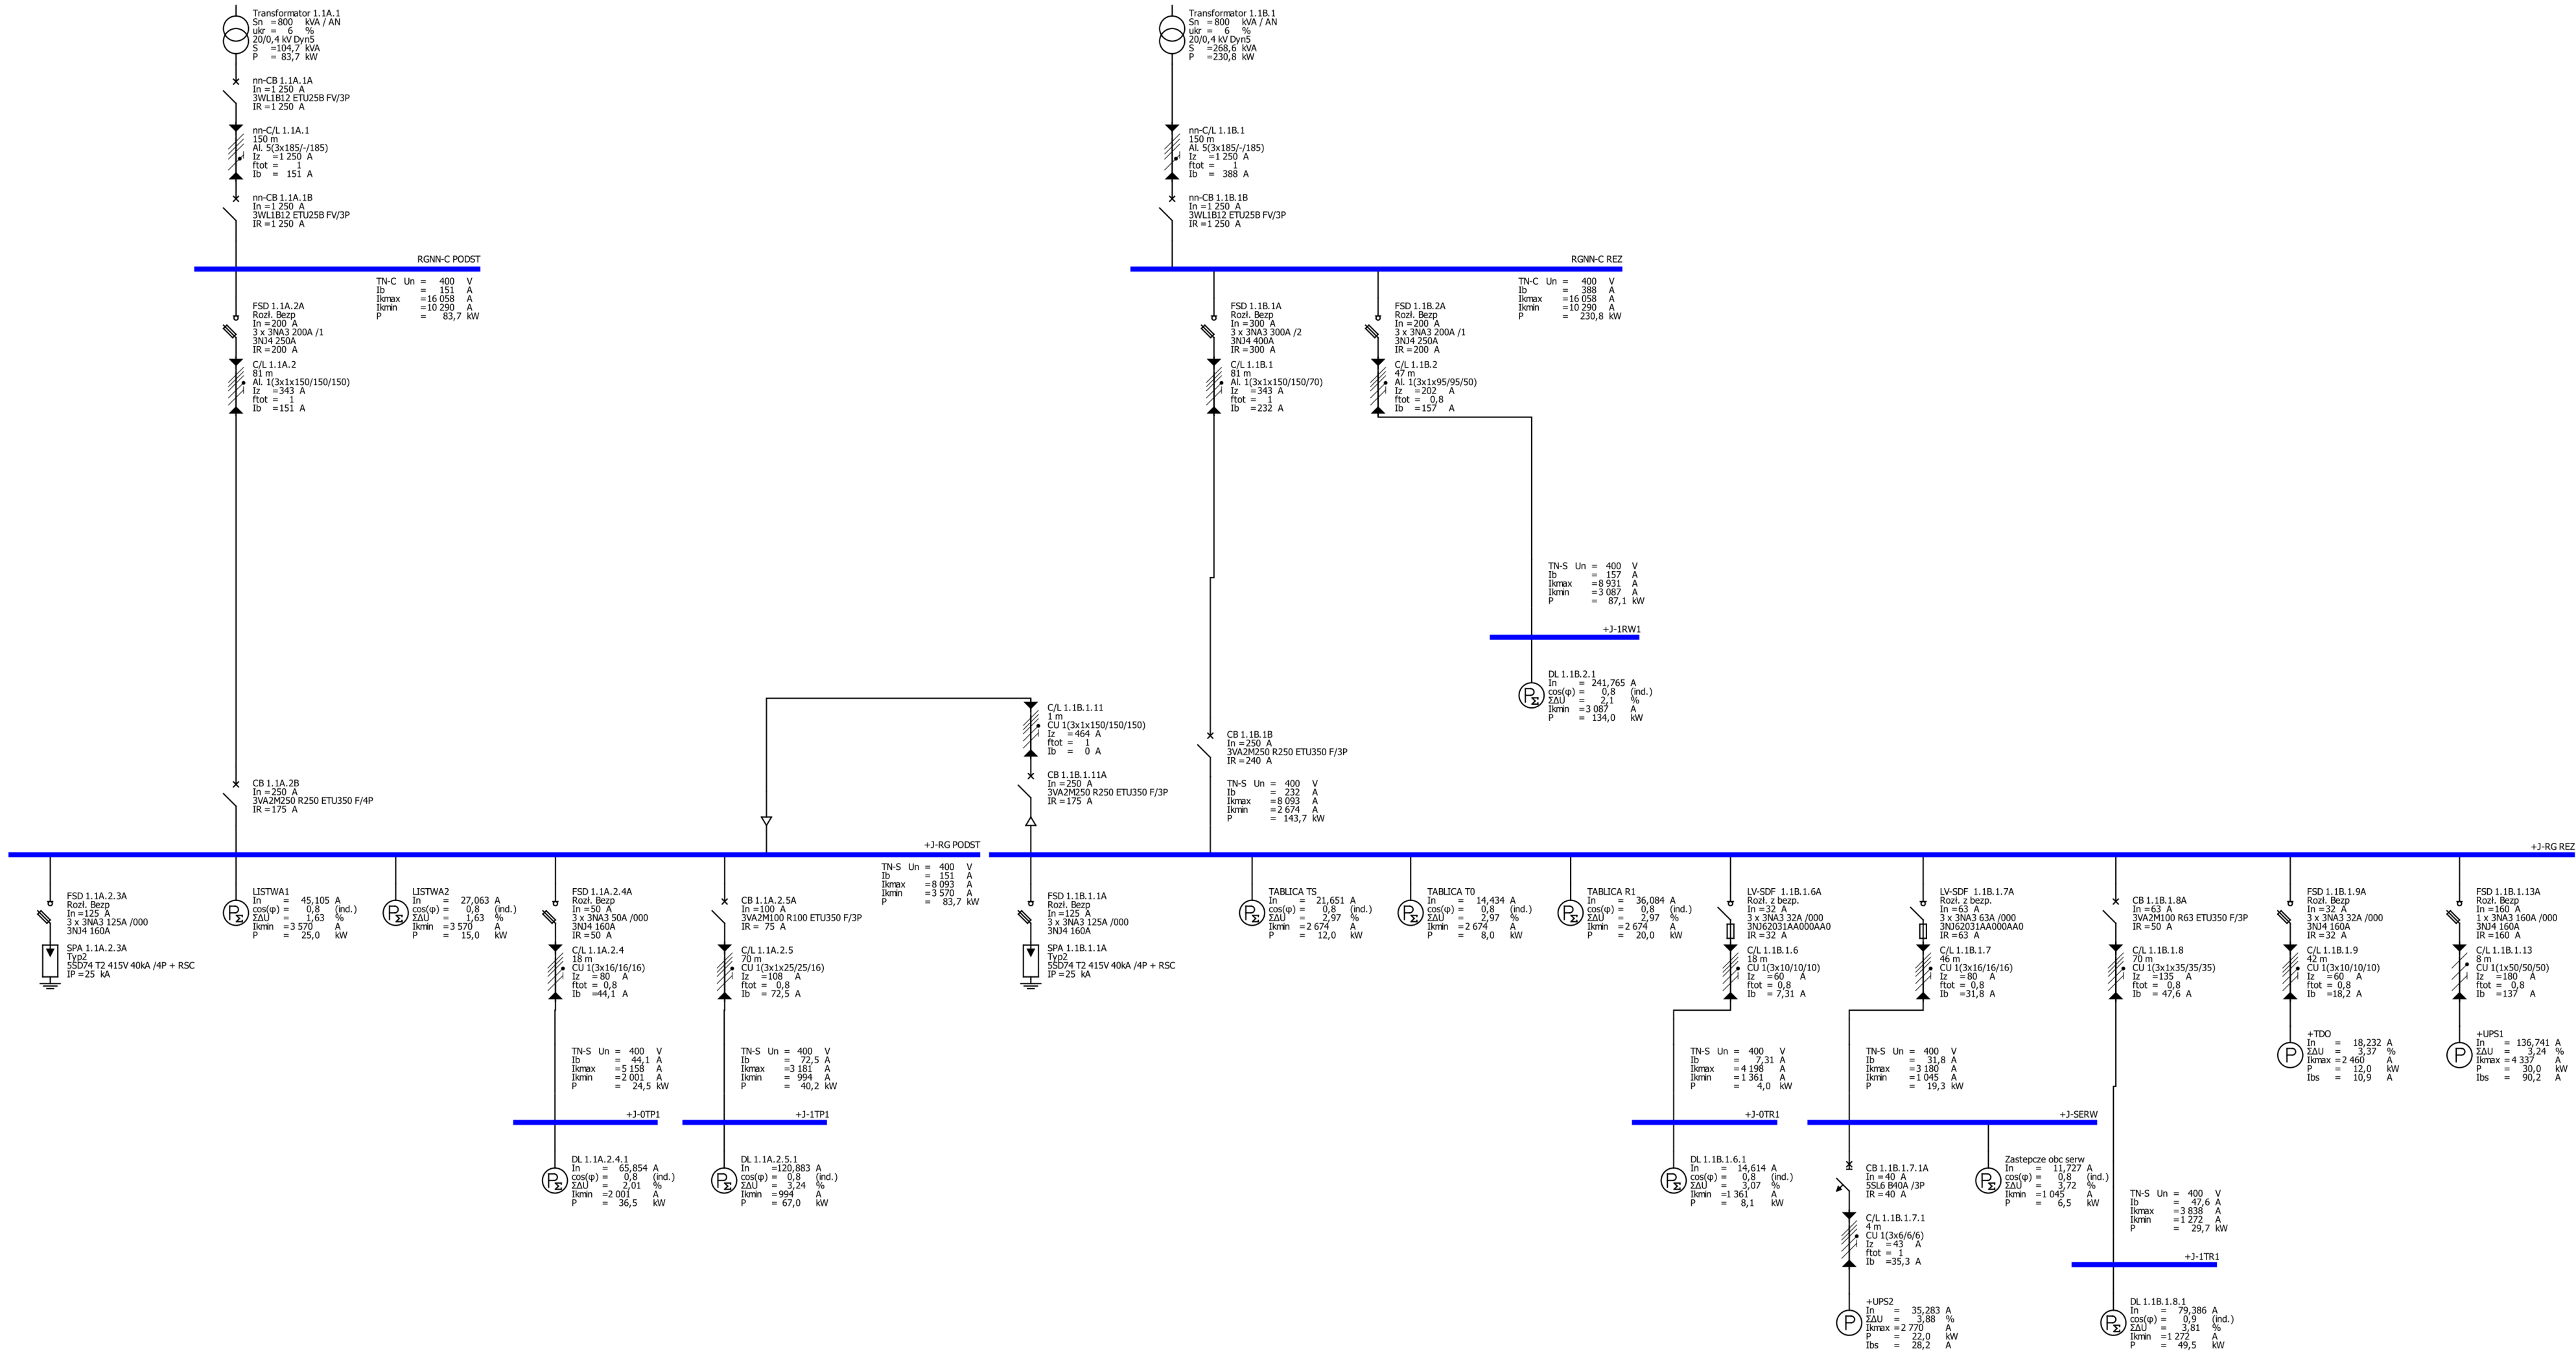 Transformator 1.1A.1
Sn =800 kVA / AN
ukr = 6 %
20/0,4 kV Dyn5
S =104,7 kVA
P = 83,7 kW
nn-CB 1.1A.1A
In =1 250 A
3WL1B12 ETU25B FV/3P
IR =1 250 A
nn-C/L 1.1A.1
150 m
Al. 5(3x185/-/185)
Iz =1 250 A
ftot = 1
Ib = 151 A
nn-CB 1.1A.1B
In =1 250 A
3WL1B12 ETU25B FV/3P
IR =1 250 A
RGNN-C PODST
TN-C Un = 400 V
Ib = 151 A
Ikmax =16 058 A
Ikmin =10 290 A
P = 83,7 kW
FSD 1.1A.2A
Rozł. Bezp
In =200 A
3 x 3NA3 200A /1
3NJ4 250A
IR =200 A
C/L 1.1A.2
81 m
Al. 1(3x1x150/150/150)
Iz =343 A
ftot = 1
Ib =151 A
CB 1.1A.2B
In =250 A
3VA2M250 R250 ETU350 F/4P
IR =175 A
Transformator 1.1B.1
Sn =800 kVA / AN
ukr = 6 %
20/0,4 kV Dyn5
S =268,6 kVA
P =230,8 kW
nn-C/L 1.1B.1
150 m
Al. 5(3x185/-/185)
Iz =1 250 A
ftot = 1
Ib = 388 A
nn-CB 1.1B.1B
In =1 250 A
3WL1B12 ETU25B FV/3P
IR =1 250 A
RGNN-C REZ
TN-C Un = 400 V
Ib = 388 A
Ikmax =16 058 A
Ikmin =10 290 A
P = 230,8 kW
FSD 1.1B.1A
Rozł. Bezp
In =300 A
3 x 3NA3 300A /2
3NJ4 400A
IR =300 A
C/L 1.1B.1
81 m
Al. 1(3x1x150/150/70)
Iz =343 A
ftot = 1
Ib =232 A
FSD 1.1B.2A
Rozł. Bezp
In =200 A
3 x 3NA3 200A /1
3NJ4 250A
IR =200 A
C/L 1.1B.2
47 m
Al. 1(3x1x95/95/50)
Iz =202 A
ftot = 0,8
Ib =157 A
TN-S Un = 400 V
Ib = 157 A
Ikmax =8 931 A
Ikmin =3 087 A
P = 87,1 kW
+J-1RW1
DL 1.1B.2.1
In = 241,765 A
cos(φ) = 0,8 (ind.)
ΣΔU = 2,1 %
Ikmin =3 087 A
P = 134,0 kW
C/L 1.1B.1.11
1 m
CU 1(3x1x150/150/150)
Iz =464 A
ftot = 1
Ib = 0 A
CB 1.1B.1.11A
In =250 A
3VA2M250 R250 ETU350 F/3P
IR =175 A
CB 1.1B.1B
In =250 A
3VA2M250 R250 ETU350 F/3P
IR =240 A
TN-S Un = 400 V
Ib = 232 A
Ikmax =8 093 A
Ikmin =2 674 A
P = 143,7 kW
+J-RG PODST
+J-RG REZ
TN-S Un = 400 V
Ib = 151 A
Ikmax =8 093 A
Ikmin =3 570 A
P = 83,7 kW
FSD 1.1A.2.3A
Rozł. Bezp
In =125 A
3 x 3NA3 125A /000
3NJ4 160A
SPA 1.1A.2.3A
Typ2
5SD74 T2 415V 40kA /4P + RSC
IP =25 kA
LISTWA1
In = 45,105 A
cos(φ) = 0,8 (ind.)
ΣΔU = 1,63 %
Ikmin =3 570 A
P = 25,0 kW
LISTWA2
In = 27,063 A
cos(φ) = 0,8 (ind.)
ΣΔU = 1,63 %
Ikmin =3 570 A
P = 15,0 kW
FSD 1.1A.2.4A
Rozł. Bezp
In =50 A
3 x 3NA3 50A /000
3NJ4 160A
IR =50 A
C/L 1.1A.2.4
18 m
CU 1(3x16/16/16)
Iz = 80 A
ftot = 0,8
Ib =44,1 A
TN-S Un = 400 V
Ib = 44,1 A
Ikmax =5 158 A
Ikmin =2 001 A
P = 24,5 kW
+J-0TP1
DL 1.1A.2.4.1
In = 65,854 A
cos(φ) = 0,8 (ind.)
ΣΔU = 2,01 %
Ikmin =2 001 A
P = 36,5 kW
CB 1.1A.2.5A
In =100 A
3VA2M100 R100 ETU350 F/3P
IR = 75 A
C/L 1.1A.2.5
70 m
CU 1(3x1x25/25/16)
Iz =108 A
ftot = 0,8
Ib = 72,5 A
TN-S Un = 400 V
Ib = 72,5 A
Ikmax =3 181 A
Ikmin = 994 A
P = 40,2 kW
+J-1TP1
DL 1.1A.2.5.1
In =120,883 A
cos(φ) = 0,8 (ind.)
ΣΔU = 3,24 %
Ikmin =994 A
P = 67,0 kW
FSD 1.1B.1.1A
Rozł. Bezp
In =125 A
3 x 3NA3 125A /000
3NJ4 160A
SPA 1.1B.1.1A
Typ2
5SD74 T2 415V 40kA /4P + RSC
IP =25 kA
TABLICA TS
In = 21,651 A
cos(φ) = 0,8 (ind.)
ΣΔU = 2,97 %
Ikmin =2 674 A
P = 12,0 kW
TABLICA T0
In = 14,434 A
cos(φ) = 0,8 (ind.)
ΣΔU = 2,97 %
Ikmin =2 674 A
P = 8,0 kW
TABLICA R1
In = 36,084 A
cos(φ) = 0,8 (ind.)
ΣΔU = 2,97 %
Ikmin =2 674 A
P = 20,0 kW
LV-SDF 1.1B.1.6A
Rozł. z bezp.
In =32 A
3 x 3NA3 32A /000
3NJ62031AA000AA0
IR =32 A
C/L 1.1B.1.6
18 m
CU 1(3x10/10/10)
Iz =60 A
ftot = 0,8
Ib = 7,31 A
TN-S Un = 400 V
Ib = 7,31 A
Ikmax =4 198 A
Ikmin =1 361 A
P = 4,0 kW
+J-0TR1
DL 1.1B.1.6.1
In = 14,614 A
cos(φ) = 0,8 (ind.)
ΣΔU = 3,07 %
Ikmin =1 361 A
P = 8,1 kW
LV-SDF 1.1B.1.7A
Rozł. z bezp.
In =63 A
3 x 3NA3 63A /000
3NJ62031AA000AA0
IR =63 A
C/L 1.1B.1.7
46 m
CU 1(3x16/16/16)
Iz =80 A
ftot = 0,8
Ib =31,8 A
TN-S Un = 400 V
Ib = 31,8 A
Ikmax =3 180 A
Ikmin =1 045 A
P = 19,3 kW
+J-SERW
CB 1.1B.1.7.1A
In =40 A
5SL6 B40A /3P
IR =40 A
C/L 1.1B.1.7.1
4 m
CU 1(3x6/6/6)
Iz =43 A
ftot = 1
Ib =35,3 A
+UPS2
In = 35,283 A
ΣΔU = 3,88 %
Ikmax =2 770 A
P = 22,0 kW
Ibs = 28,2 A
Zastepcze obc serw
In = 11,727 A
cos(φ) = 0,8 (ind.)
ΣΔU = 3,72 %
Ikmin =1 045 A
P = 6,5 kW
CB 1.1B.1.8A
In =63 A
3VA2M100 R63 ETU350 F/3P
IR =50 A
C/L 1.1B.1.8
70 m
CU 1(3x1x35/35/35)
Iz =135 A
ftot = 0,8
Ib = 47,6 A
TN-S Un = 400 V
Ib = 47,6 A
Ikmax =3 838 A
Ikmin =1 272 A
P = 29,7 kW
+J-1TR1
DL 1.1B.1.8.1
In = 79,386 A
cos(φ) = 0,9 (ind.)
ΣΔU = 3,81 %
Ikmin =1 272 A
P = 49,5 kW
FSD 1.1B.1.9A
Rozł. Bezp
In =32 A
3 x 3NA3 32A /000
3NJ4 160A
IR =32 A
C/L 1.1B.1.9
42 m
CU 1(3x10/10/10)
Iz =60 A
ftot = 0,8
Ib =18,2 A
+TDO
In = 18,232 A
ΣΔU = 3,37 %
Ikmax =2 460 A
P = 12,0 kW
Ibs = 10,9 A
FSD 1.1B.1.13A
Rozł. Bezp
In =160 A
1 x 3NA3 160A /000
3NJ4 160A
IR =160 A
C/L 1.1B.1.13
8 m
CU 1(1x50/50/50)
Iz =180 A
ftot = 0,8
Ib =137 A
+UPS1
In = 136,741 A
ΣΔU = 3,24 %
Ikmax =4 337 A
P = 30,0 kW
Ibs = 90,2 A